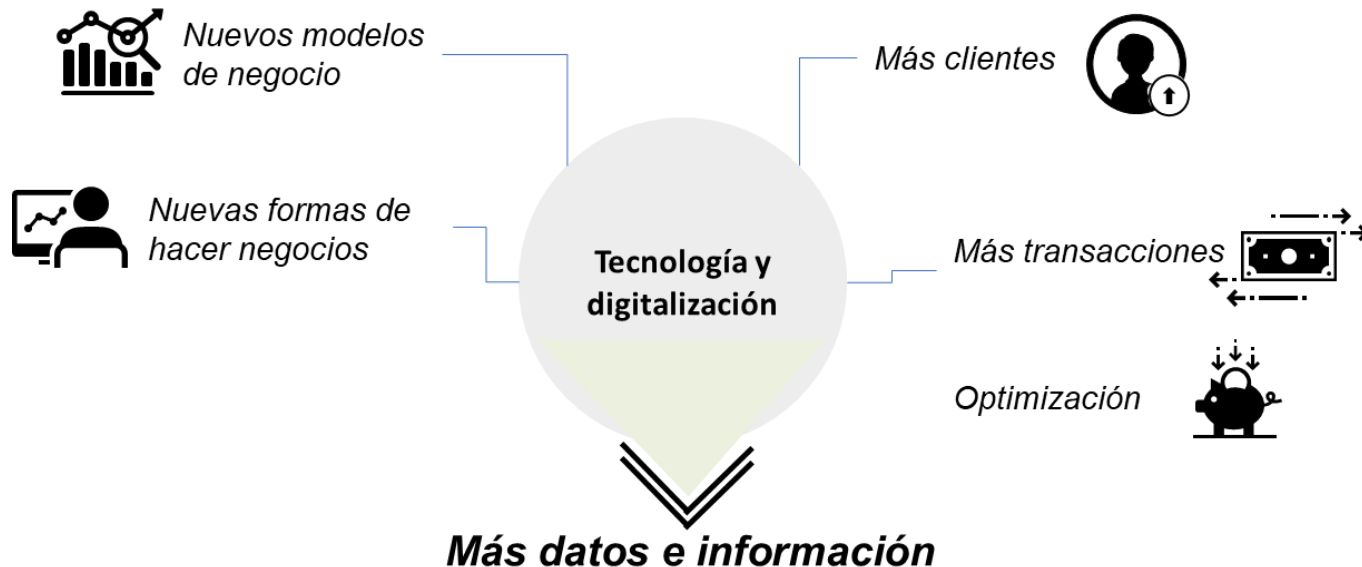 Nuevos modelos
de negocio
Más clientes
Nuevas formas de
hacer negocios
Tecnología y
digitalización
Más transacciones
Optimización
Más datos e información